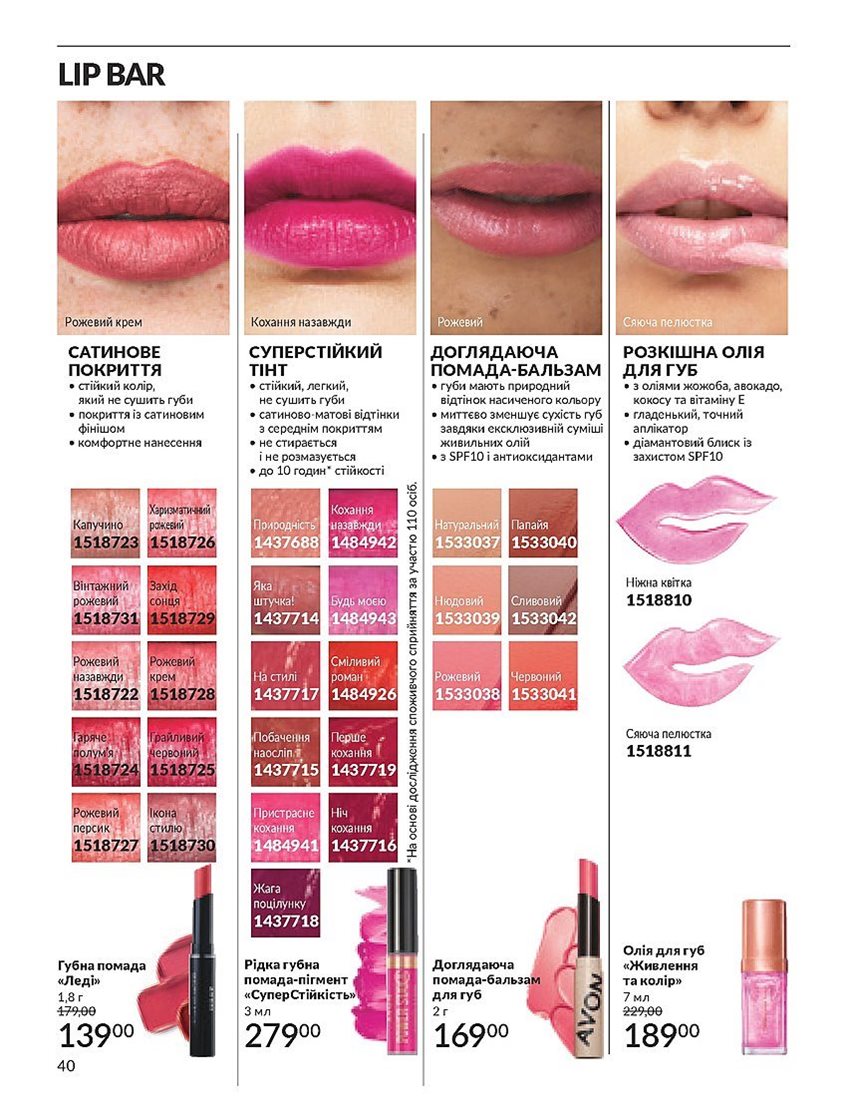 LIP BAR
Рожевий крем
САТИНОВЕ
ПОКРИТТЯ
• стійкий колір,
який не сушить губи
• покриття із сатиновим
фінішом
• комфортне нанесення
Капучино
1518723
Харизматичний
рожевий
1518726
Вінтажний
рожевий
1518731
Захід
сонця
1518729
Рожевий
назавжди
1518722
Рожевий
крем
1518728
Гаряче
полум'я
1518724
Грайливий
червоний
1518725
Рожевий
персик
1518727
Ікона
стилю
1518730
Губна помада
«Леді»
1,8 г
179,00
13900
Кохання назавжди
СУПЕРСТІЙКИЙ
ТІНТ
• стійкий, легкий,
не сушить губи
• сатиново-матові відтінки
з середнім покриттям
• не стирається
і не розмазується
• до 10 годин* стійкості
Природність
1437688
Кохання
назавжди
1484942
Яка
штучка!
1437714
Будь моєю
1484943
На стилі
1437717
Сміливий
роман
1484926
Побачення
наосліп
1437715
Перше
кохання
1437719
Пристрасне
кохання
1484941
Ніч
кохання
1437716
Жага
поцілунку
1437718
*На основі дослідження споживчого сприйняття за участю 110 осіб.
Рідка губна
помада-пігмент
«СуперСтійкість»
3 мл
27900
Рожевий
ДОГЛЯДАЮЧА
ПОМАДА-БАЛЬЗАМ
• губи мають природний
відтінок насиченого кольору
• миттєво зменшує сухість губ
завдяки ексклюзивній суміші
живильних олій
• з SPF10 і антиоксидантами
Натуральний
1533037
Папайя
1533040
Нюдовий
1533039
Сливовий
1533042
Рожевий
1533038
Червоний
1533041
Доглядаюча
помада-бальзам
для губ
2 г
16900
AVON
Сяюча пелюстка
РОЗКІШНА ОЛІЯ
ДЛЯ ГУБ
• з оліями жожоба, авокадо,
кокосу та вітаміну Е
• гладенький, точний
аплікатор
• діамантовий блиск із
захистом SPF10
Ніжна квітка
1518810
Сяюча пелюстка
1518811
Олія для губ
«Живлення
та колір»
7 мл
229,00
18900
40